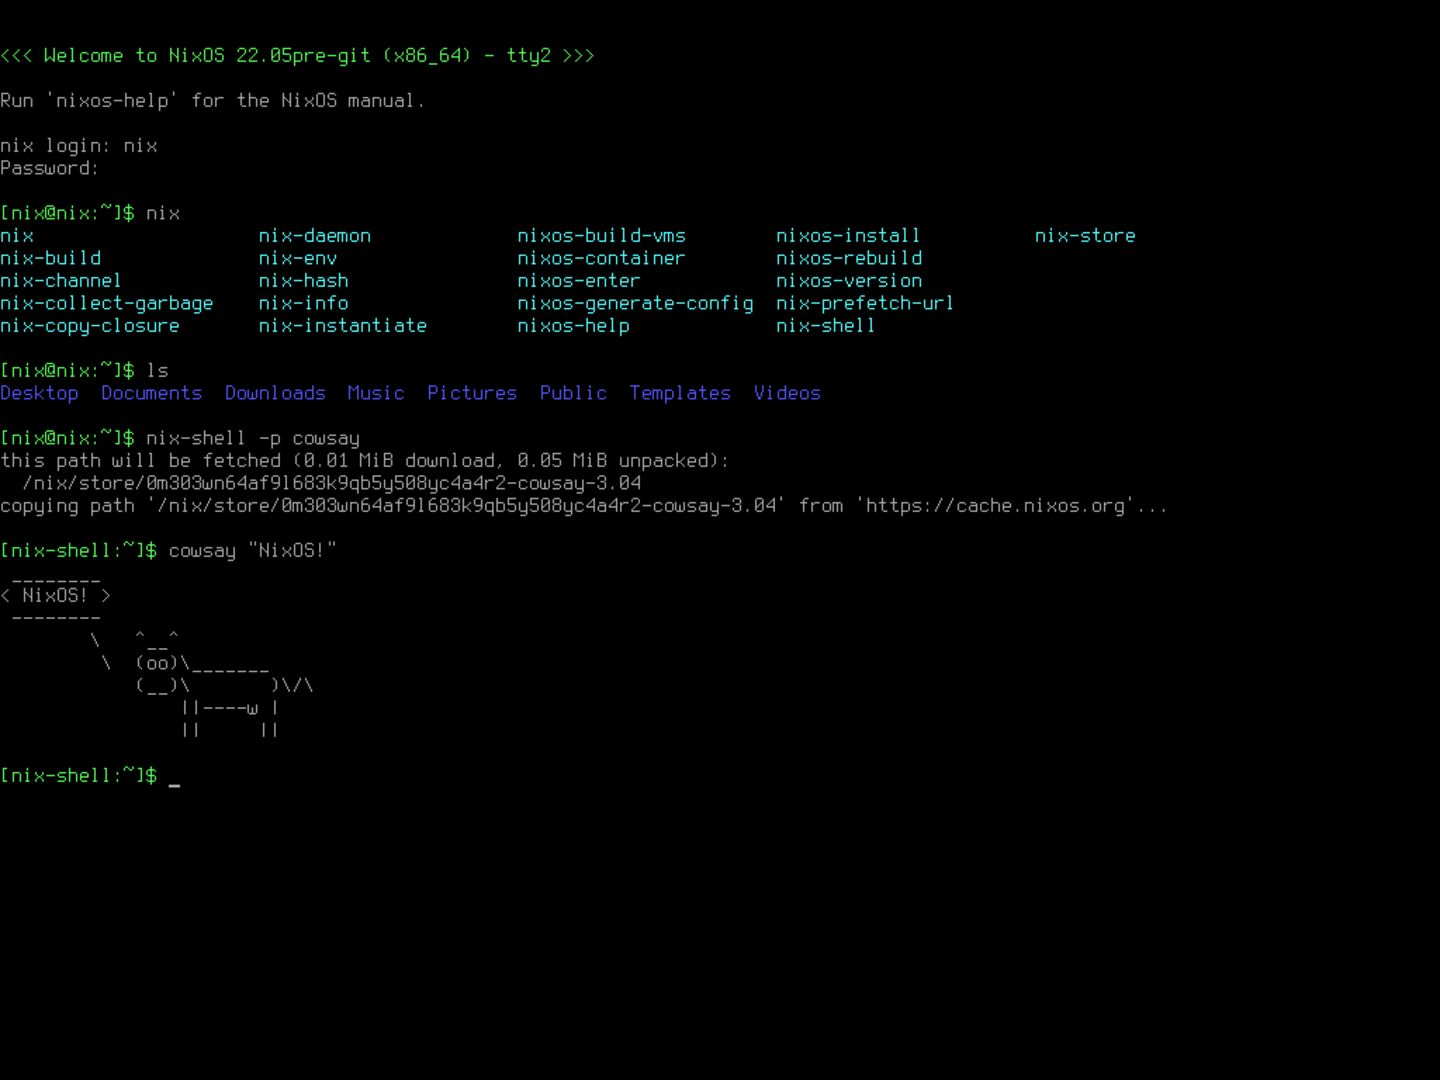 <<< Welcome to NixOS 22.05pre-git (x86_64) - tty2 >>>
Run 'nixos-help' for the NixOS manual.
nix login: nix
Password:
[nix@nix:~]$ nix
nix                    nix-daemon             nixos-build-vms        nixos-install          nix-store
nix-build              nix-env                nixos-container        nixos-rebuild
nix-channel            nix-hash               nixos-enter            nixos-version
nix-collect-garbage    nix-info               nixos-generate-config  nix-prefetch-url
nix-copy-closure       nix-instantiate        nixos-help             nix-shell
[nix@nix:~]$ ls
Desktop  Documents  Downloads  Music  Pictures  Public  Templates  Videos
[nix@nix:~]$ nix-shell -p cowsay
this path will be fetched (0.01 MiB download, 0.05 MiB unpacked):
  /nix/store/0m303wn64af9l683k9qb5y508yc4a4r2-cowsay-3.04
copying path '/nix/store/0m303wn64af9l683k9qb5y508yc4a4r2-cowsay-3.04' from 'https://cache.nixos.org'...
[nix-shell:~]$ cowsay "NixOS!"
 ________
< NixOS! >
 --------
        \   ^__^
         \  (oo)\_______
            (__)\       )\/\
                ||----w |
                ||     ||
[nix-shell:~]$ _